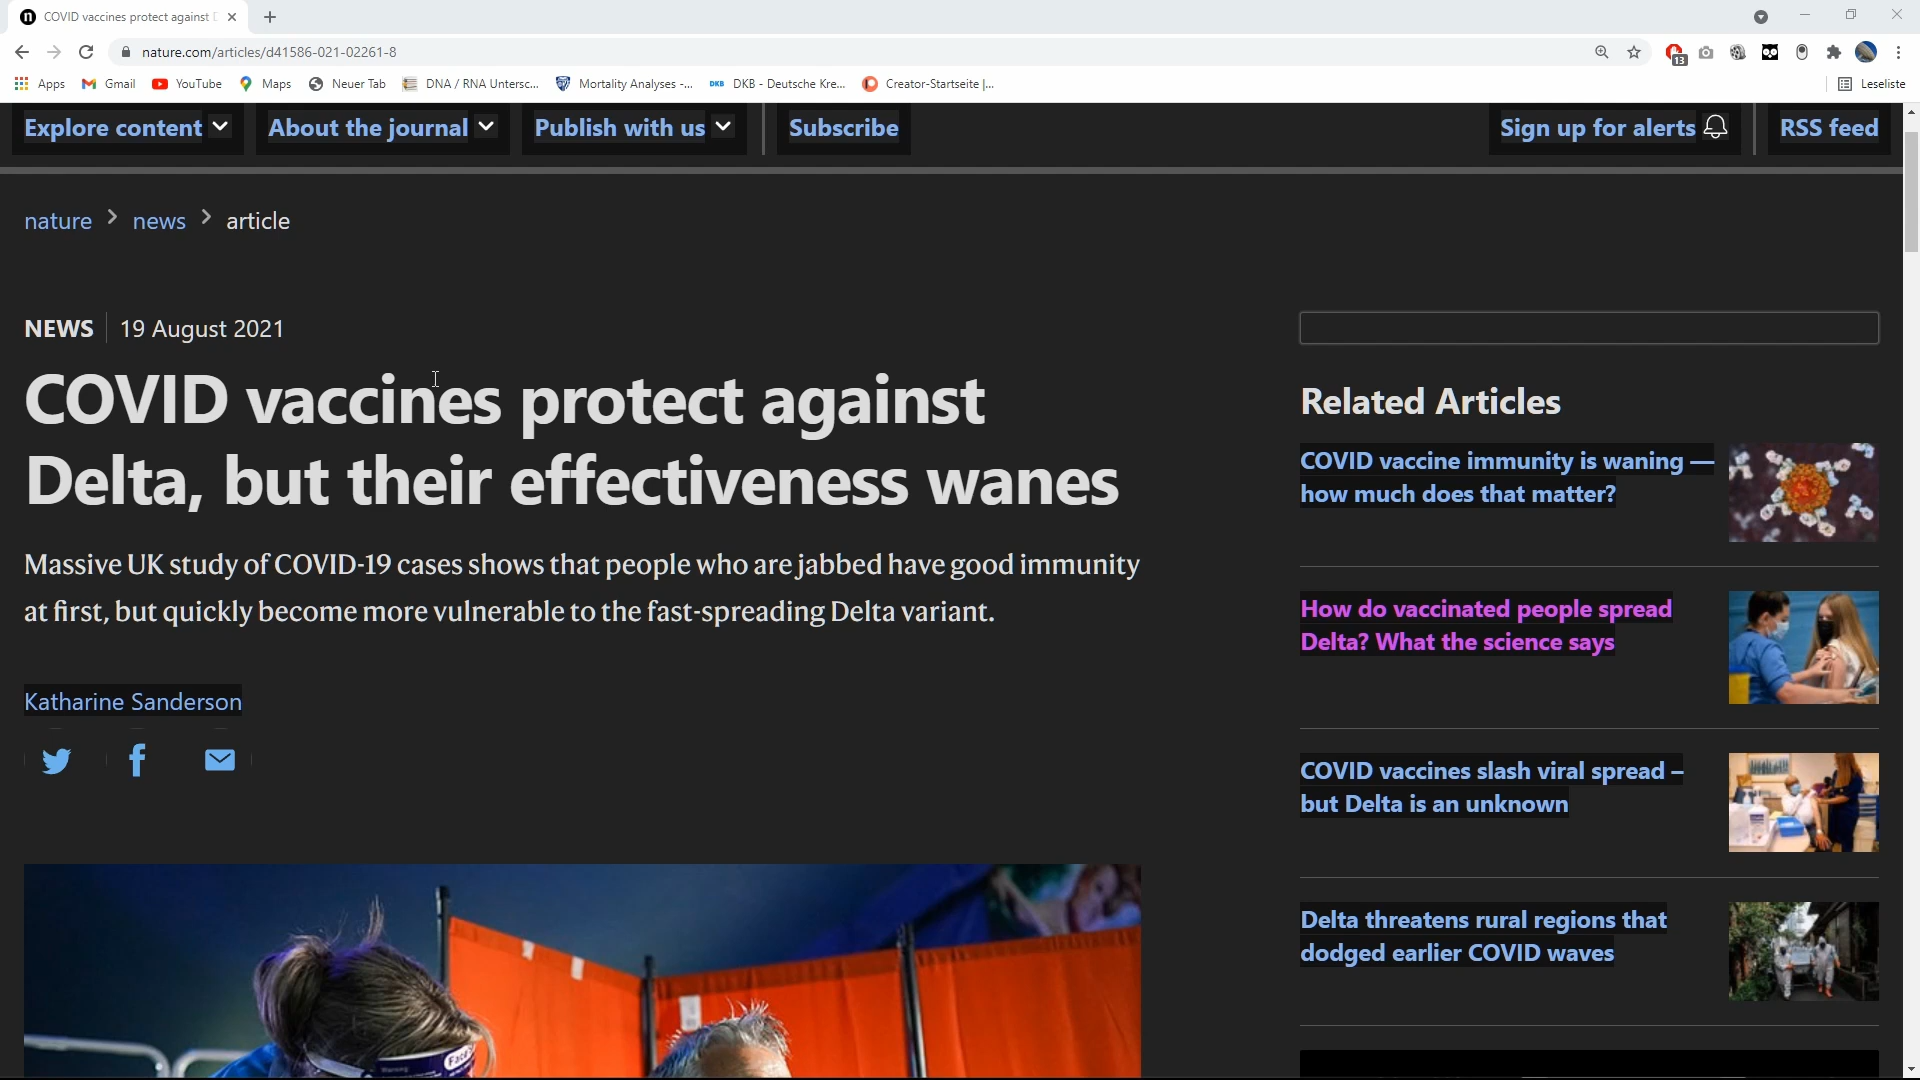 COVID vaccines protect against D
nature.com/articles/d41586-021-02261-8
13
Apps Gmail YouTube Maps Neuer Tab DNA / RNA Untersc... Mortality Analyses -... DKB DKB - Deutsche Kre... Creator-Startseite |... Leseliste
Explore content About the journal Publish with us Subscribe Sign up for alerts RSS feed
nature > news > article
NEWS 19 August 2021
COVID vaccines protect against
Delta, but their effectiveness wanes
Massive UK study of COVID-19 cases shows that people who are jabbed have good immunity
at first, but quickly become more vulnerable to the fast-spreading Delta variant.
Katharine Sanderson
Related Articles
COVID vaccine immunity is waning —
how much does that matter?
How do vaccinated people spread
Delta? What the science says
COVID vaccines slash viral spread –
but Delta is an unknown
Delta threatens rural regions that
dodged earlier COVID waves